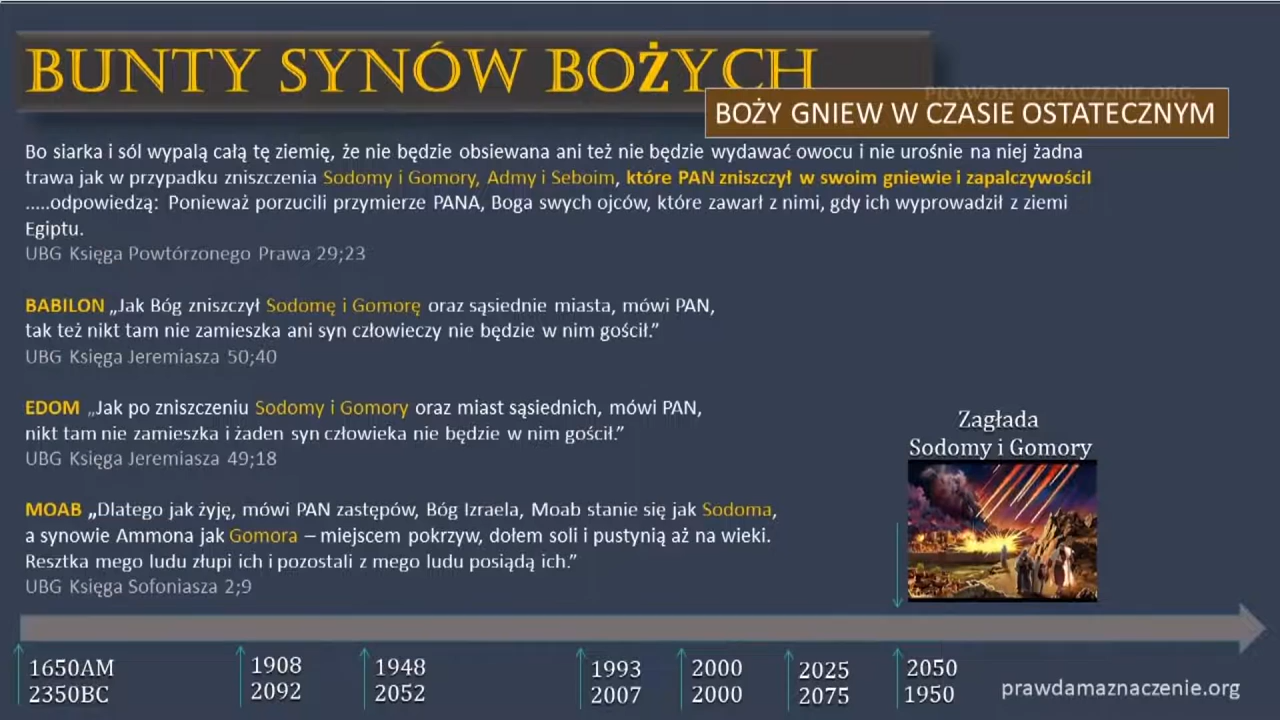 BUNTY SYNÓW BOŻYCH
PRAWDAMAZNACZENIE.ORG.
BOŻY GNIEW W CZASIE OSTATECZNYM
Bo siarka i sól wypalą całą tę ziemię, że nie będzie obsiewana ani też nie będzie wydawać owocu i nie urośnie na niej żadna
trawa jak w przypadku zniszczenia Sodomy i Gomory, Admy i Seboim, które PAN zniszczył w swoim gniewie i zapalczywościI
.....odpowiedzą: Ponieważ porzucili przymierze PANA, Boga swych ojców, które zawarł z nimi, gdy ich wyprowadził z ziemi
Egiptu.
UBG Księga Powtórzonego Prawa 29;23
BABILON „Jak Bóg zniszczył Sodomę i Gomorę oraz sąsiednie miasta, mówi PAN,
tak też nikt tam nie zamieszka ani syn człowieczy nie będzie w nim gościł.”
UBG Księga Jeremiasza 50;40
EDOM „Jak po zniszczeniu Sodomy i Gomory oraz miast sąsiednich, mówi PAN,
nikt tam nie zamieszka i żaden syn człowieka nie będzie w nim gościł.”
UBG Księga Jeremiasza 49;18
Zagłada
Sodomy i Gomory
MOAB „Dlatego jak żyję, mówi PAN zastępów, Bóg Izraela, Moab stanie się jak Sodoma,
a synowie Ammona jak Gomora – miejscem pokrzyw, dołem soli i pustynią aż na wieki.
Resztka mego ludu złupi ich i pozostali z mego ludu posiądą ich.”
UBG Księga Sofoniasza 2;9
1650AM 1908 1948 1993 2000 2025 2050
2350BC 2092 2052 2007 2000 2075 1950
prawdamaznaczenie.org